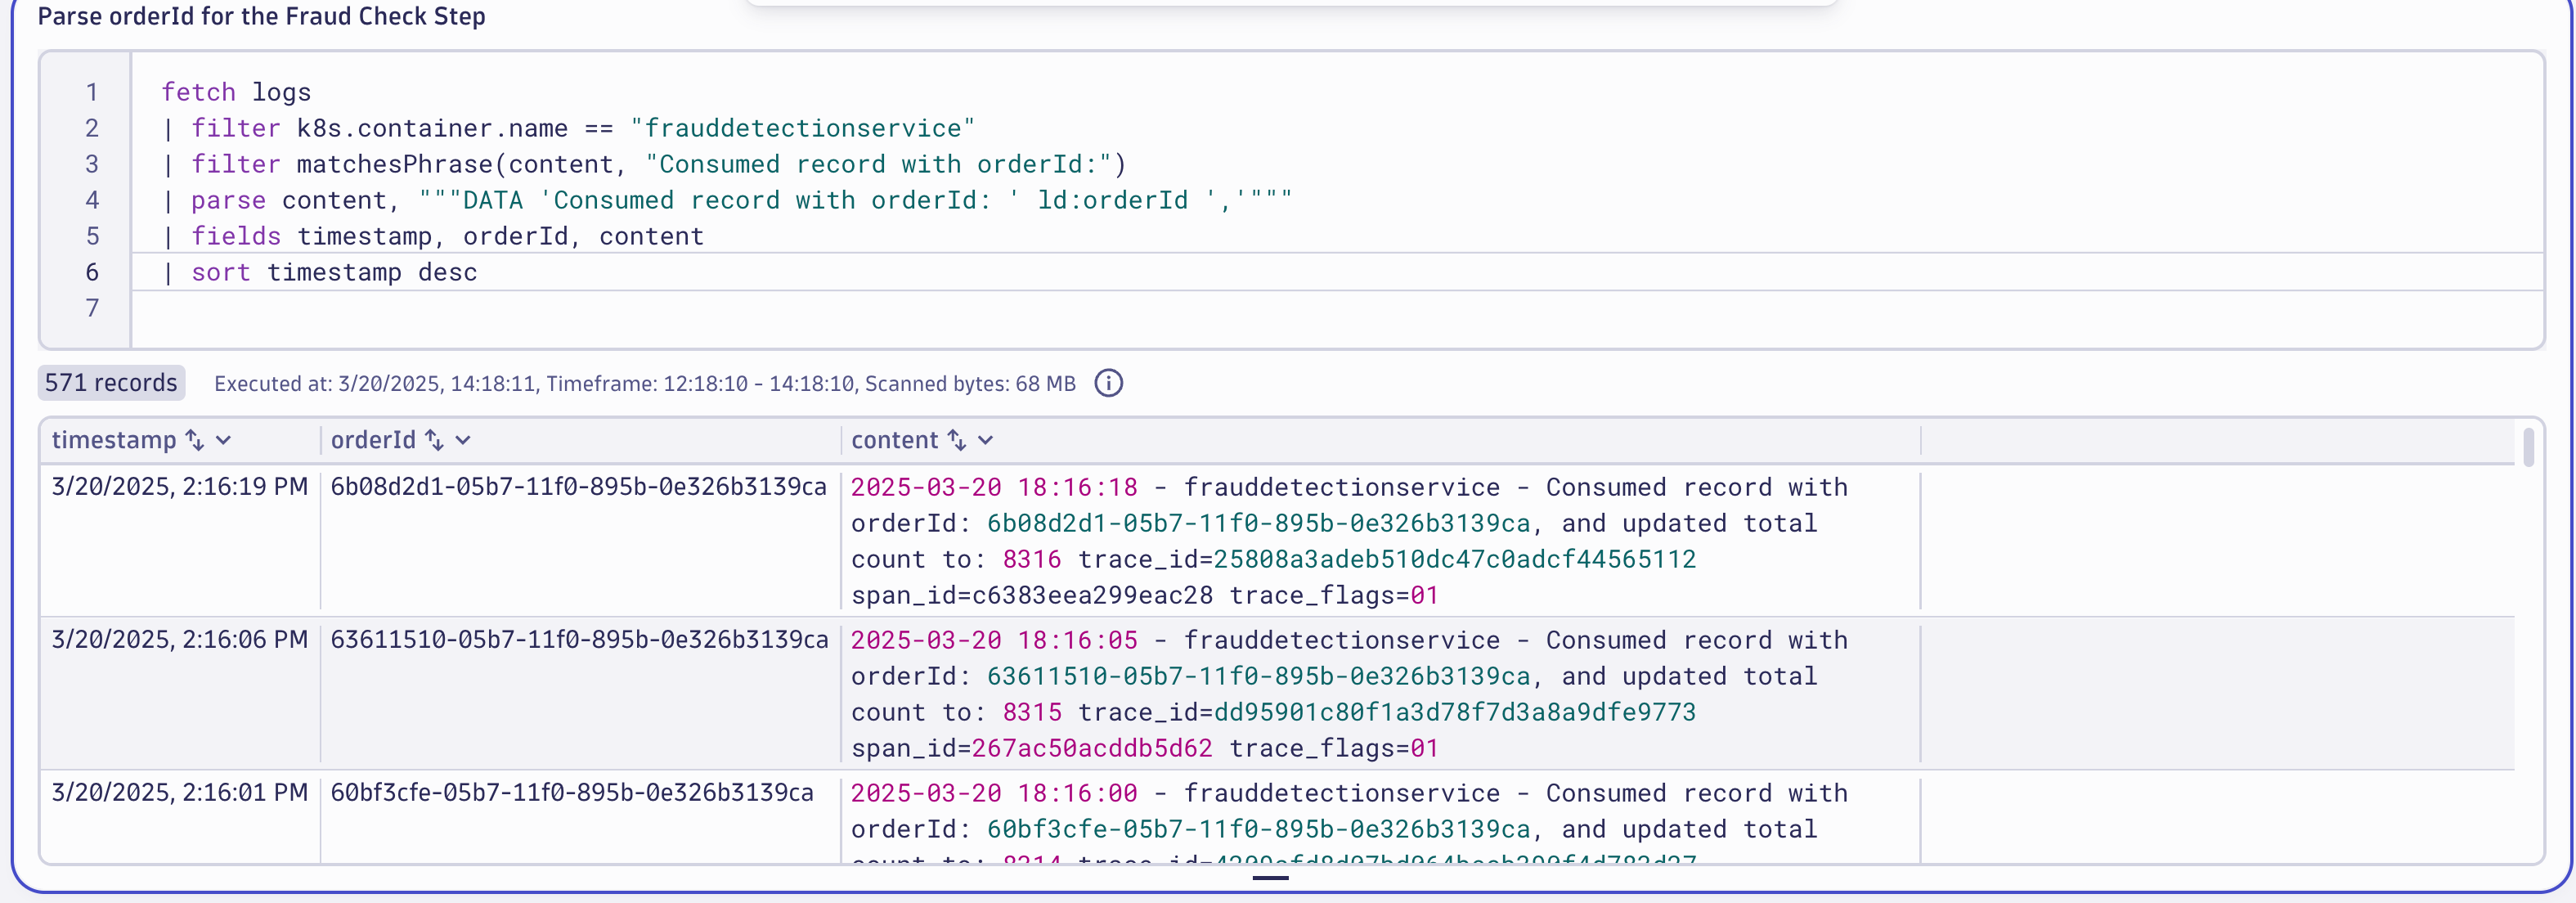 Parse orderId for the Fraud Check Step
1 fetch logs
2 | filter k8s.container.name == "frauddetectionservice"
3 | filter matchesPhrase(content, "Consumed record with orderId:")
4 | parse content, """DATA 'Consumed record with orderId: ' ld:orderId ','"""
5 | fields timestamp, orderId, content
6 | sort timestamp desc
7
571 records Executed at: 3/20/2025, 14:18:11, Timeframe: 12:18:10 - 14:18:10, Scanned bytes: 68 MB
timestamp orderId content
3/20/2025, 2:16:19 PM 6b08d2d1-05b7-11f0-895b-0e326b3139ca 2025-03-20 18:16:18 - frauddetectionservice - Consumed record with
orderId: 6b08d2d1-05b7-11f0-895b-0e326b3139ca, and updated total
count to: 8316 trace_id=25808a3adeb510dc47c0adcf44565112
span_id=c6383eea299eac28 trace_flags=01
3/20/2025, 2:16:06 PM 63611510-05b7-11f0-895b-0e326b3139ca 2025-03-20 18:16:05 - frauddetectionservice - Consumed record with
orderId: 63611510-05b7-11f0-895b-0e326b3139ca, and updated total
count to: 8315 trace_id=dd95901c80f1a3d78f7d3a8a9dfe9773
span_id=267ac50acddb5d62 trace_flags=01
3/20/2025, 2:16:01 PM 60bf3cfe-05b7-11f0-895b-0e326b3139ca 2025-03-20 18:16:00 - frauddetectionservice - Consumed record with
orderId: 60bf3cfe-05b7-11f0-895b-0e326b3139ca, and updated total
count to: 8314